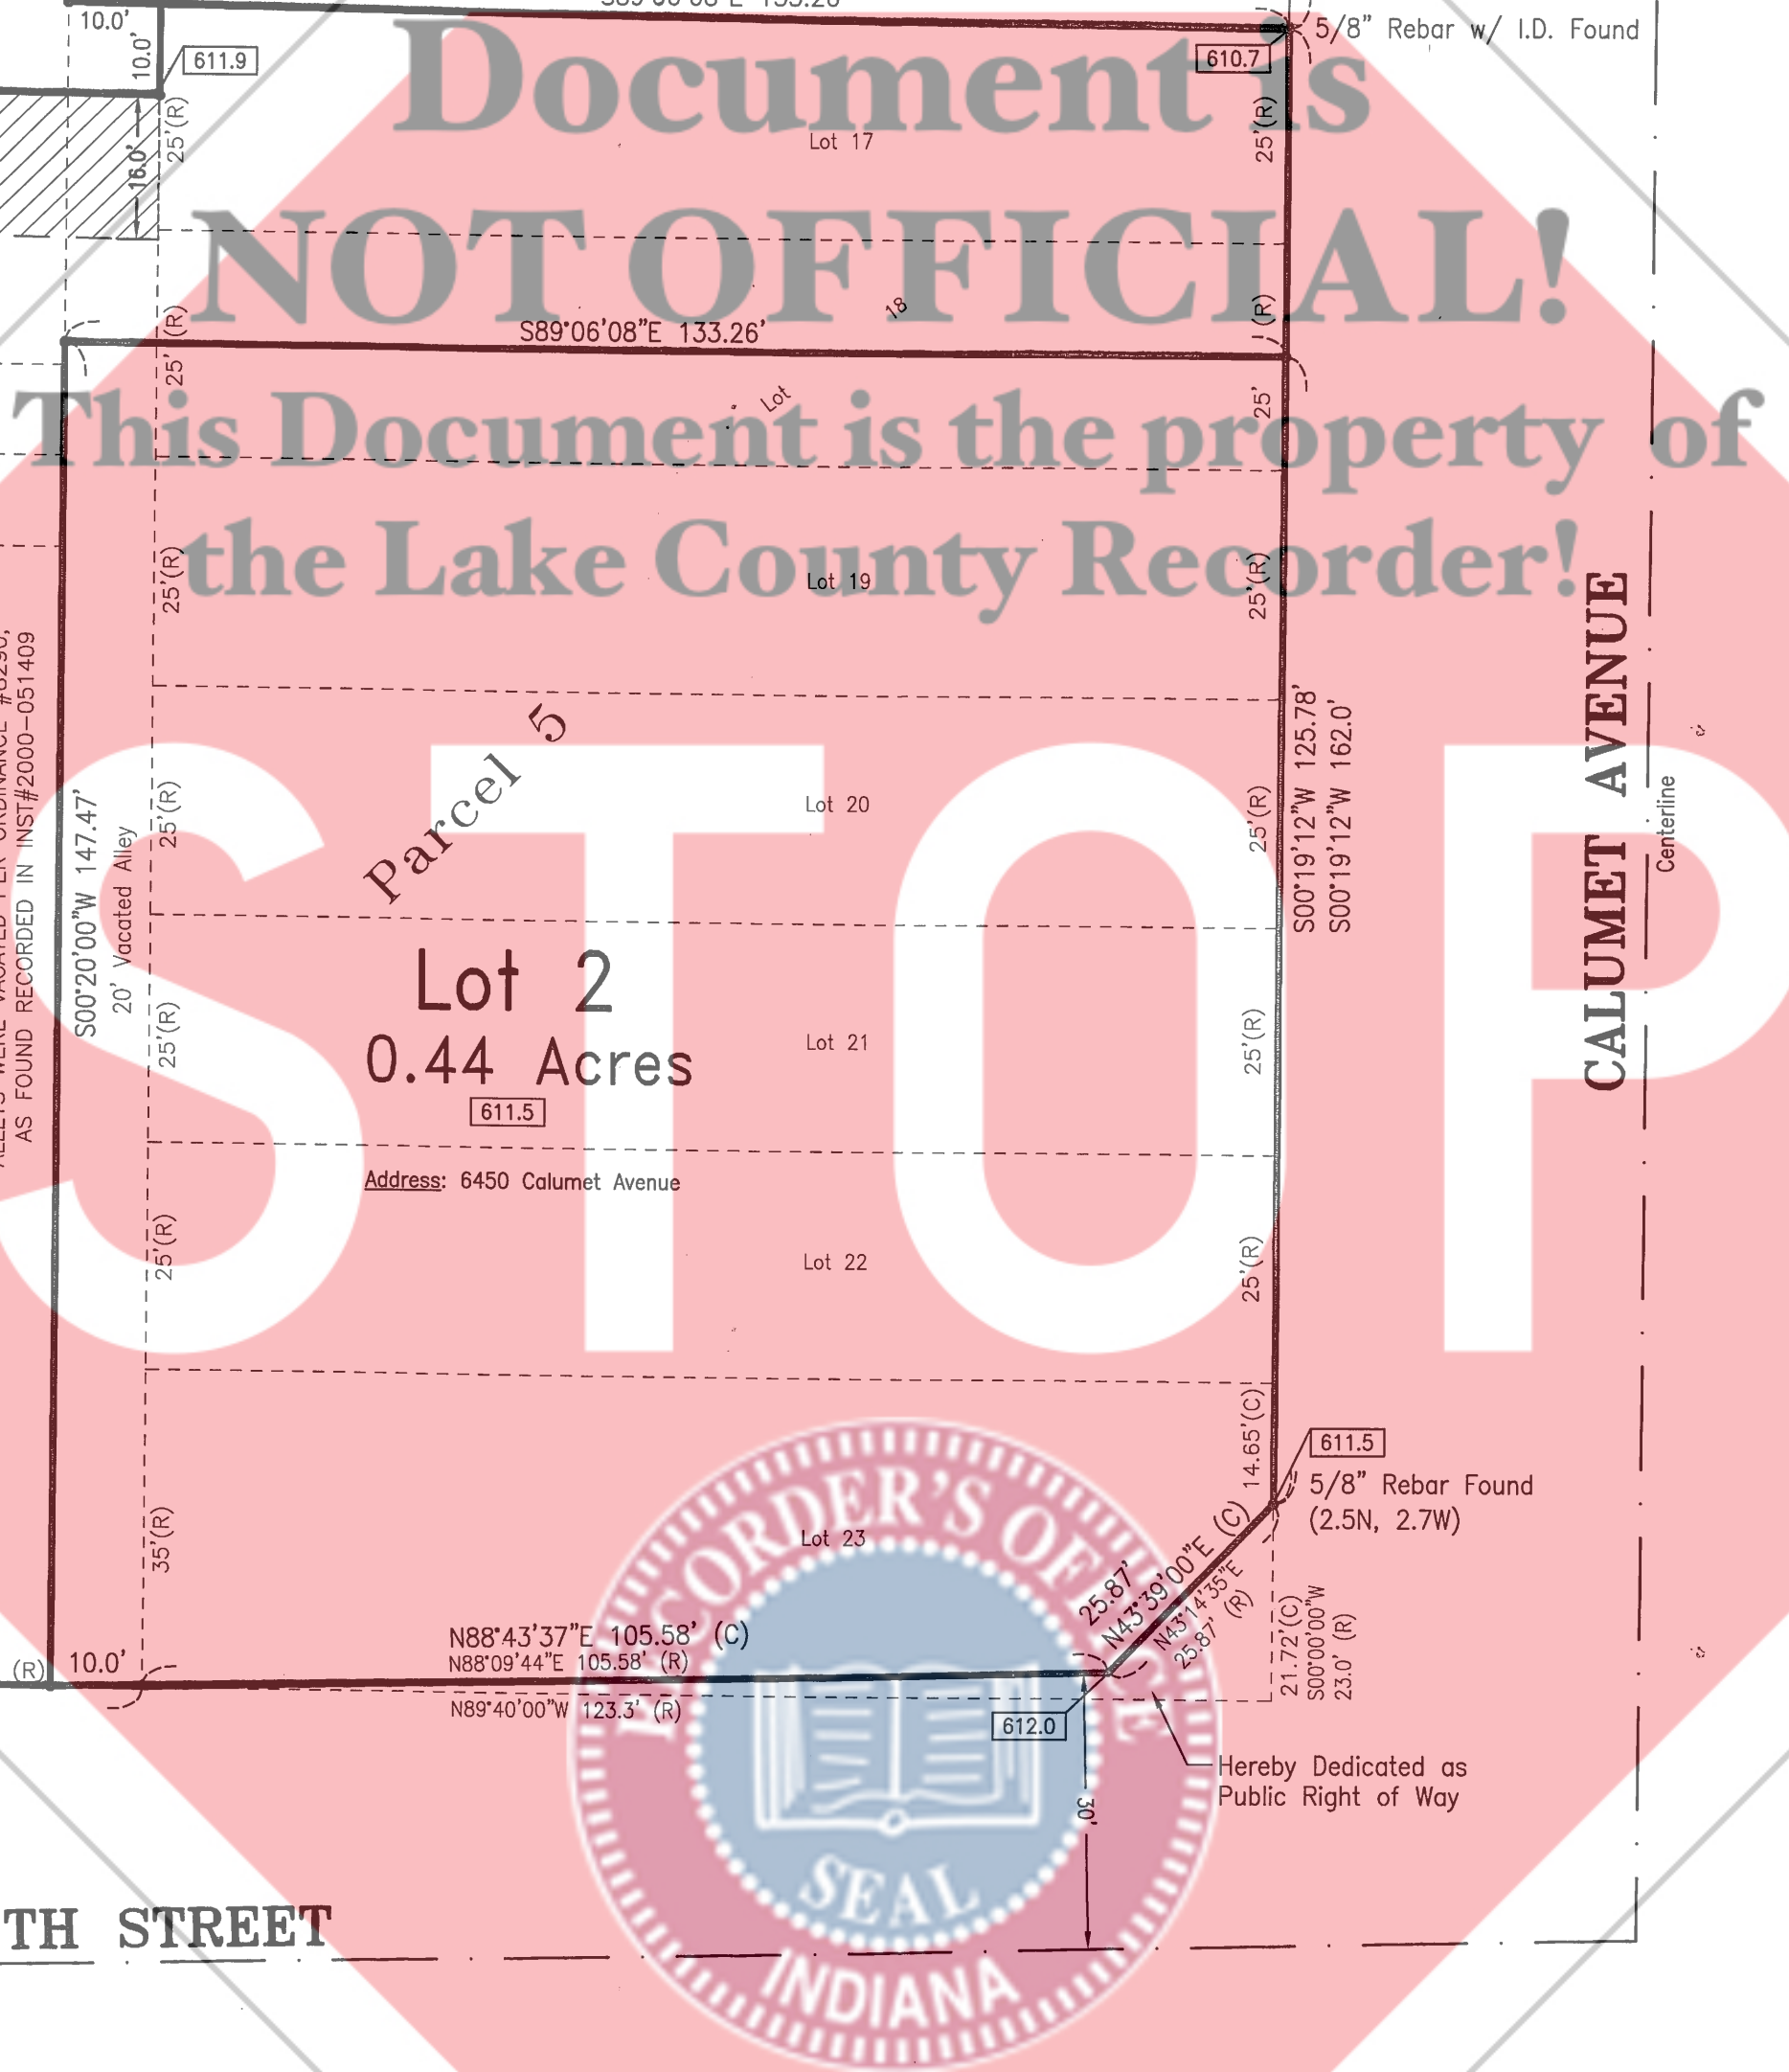 10.0'
10.0'
611.9
5/8" Rebar w/ I.D. Found
610.7
Document is
25'(R)
Lot 17
25'(R)
16.0'
NOT OFFICIAL!
25' (R)
S89°06'08"E 133.26'
18
(R)
Lot
25'
This Document is the property of
the Lake County Recorder!
25'(R)
Lot 19
25'(R)
AS FOUND RECORDED IN INST#2000-051409
S00°20'00"W 147.47'
20' Vacated Alley
Parcel 5
25'(R)
Lot 20
25'(R)
S00°19'12"W 125.78'
S00°19'12"W 162.0'
CALUMET AVENUE
Centerline
STOP
Lot 2
0.44 Acres
611.5
25'(R)
Lot 21
25'(R)
Address: 6450 Calumet Avenue
25'(R)
Lot 22
25'(R)
14.65'(C)
611.5
5/8" Rebar Found
(2.5N, 2.7W)
35'(R)
Lot 23
25.87'
N43°39'00"E (C)
N43°14'35"E
25.87' (R)
21.72'(C)
S00°00'00"W
23.0' (R)
N88°43'37"E 105.58' (C)
N88°09'44"E 105.58' (R)
(R) 10.0'
N89°40'00"W 123.3' (R)
612.0
Hereby Dedicated as
Public Right of Way
30'
RECORDER'S OFFICE
SEAL
INDIANA
TH STREET